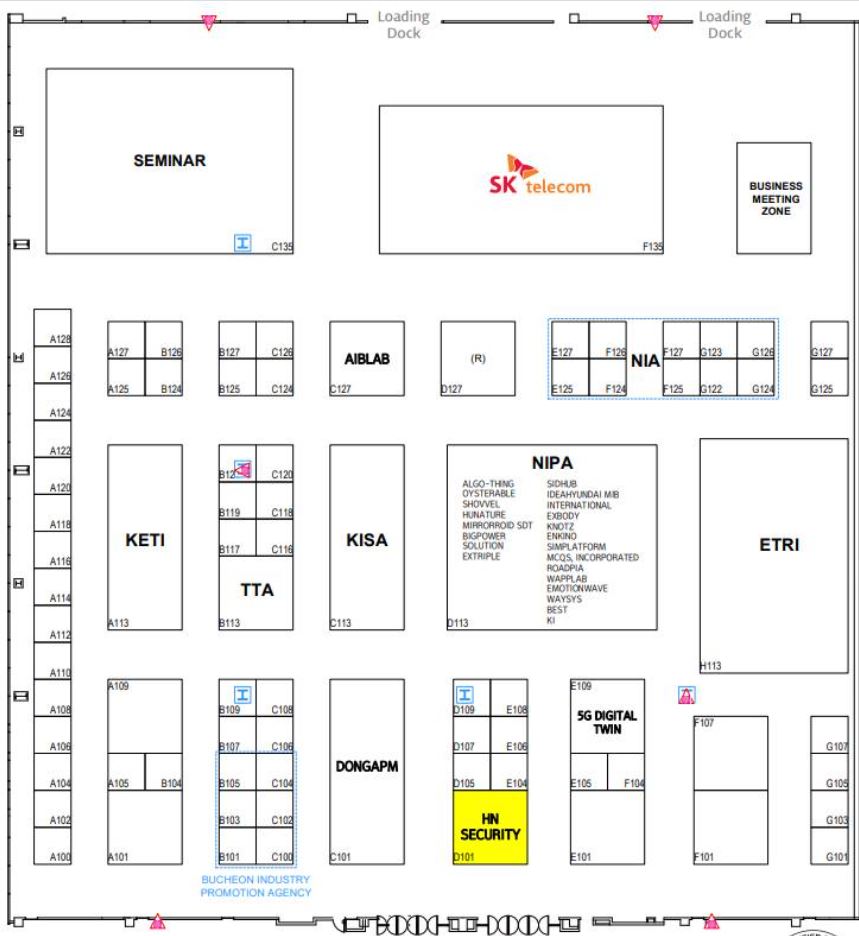 Loading
Dock
Loading
Dock
SEMINAR
C135
SK telecom
F135
BUSINESS
MEETING
ZONE
A128
A126
A124
A122
A120
A118
A116
A114
A112
A110
A108
A106
A104
A102
A100
A127
B126
A125
B124
B127
C126
B125
C124
AIBLAB
C127
(R)
D127
E127
F126
E125
F124
NIA
F127
G123
G126
F125
G122
G124
G127
G125
KETI
A113
C120
B119
C118
B117
C116
TTA
B113
KISA
C113
NIPA
ALGO-THING
OYSTERABLE
SHOVVEL
HUNATURE
MIRRORROID SDT
BIGPOWER
SOLUTION
EXTRIPLE
SIDHUB
IDEAHYUNDAI MIB
INTERNATIONAL
EXBODY
KNOTZ
ENKINO
SIMPLATFORM
MCQS, INCORPORATED
ROADPIA
WAPPLAB
EMOTIONWAVE
WAYSYS
BEST
KI
D113
ETRI
H113
A109
A105
B104
A101
B109
C108
B107
C106
B105
C104
B103
C102
B101
C100
BUCHEON INDUSTRY
PROMOTION AGENCY
DONGAPM
C101
D109
E108
D107
E106
D105
E104
HN
SECURITY
D101
E109
5G DIGITAL
TWIN
E105
F104
E101
F107
F101
G107
G105
G103
G101